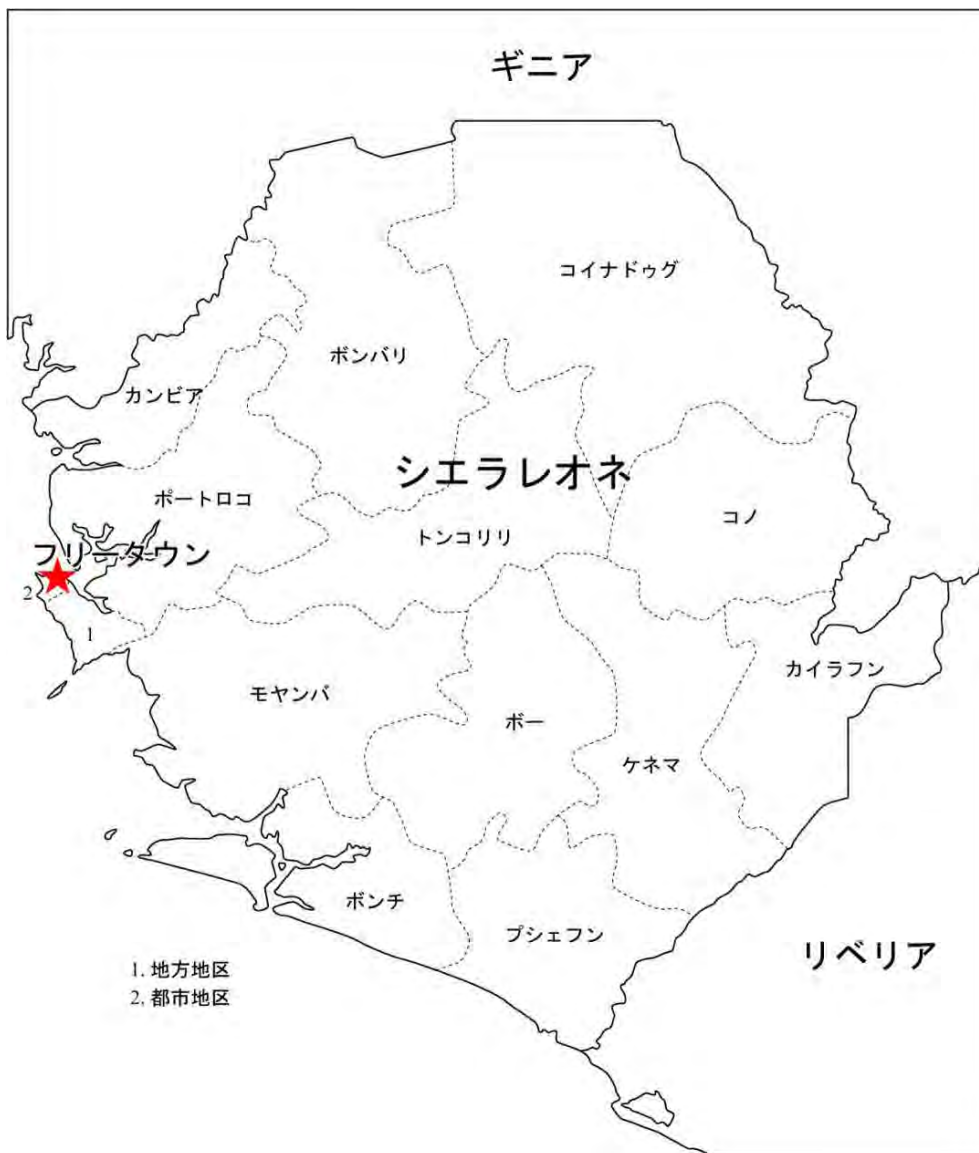 ギニア
コイナドゥグ
ボンバリ
カンビア
シエラレオネ
ポートロコ
コノ
トンコリリ
フリータウン
2
1
カイラフン
モヤンバ
ボー
ケネマ
ボンチ
プシェフン
リベリア
1. 地方地区
2, 都市地区